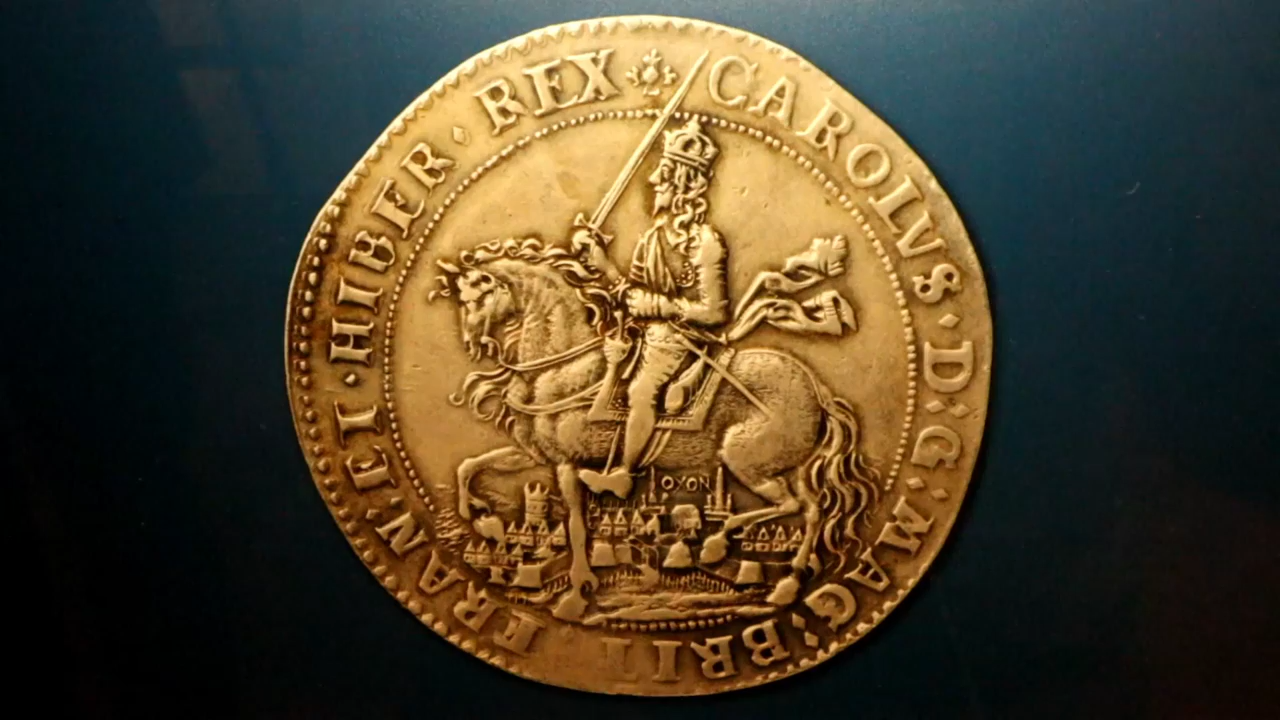 CAROLVS · D : G : MAG : BRIT FRAN · ET · HIBER · REX
OXON